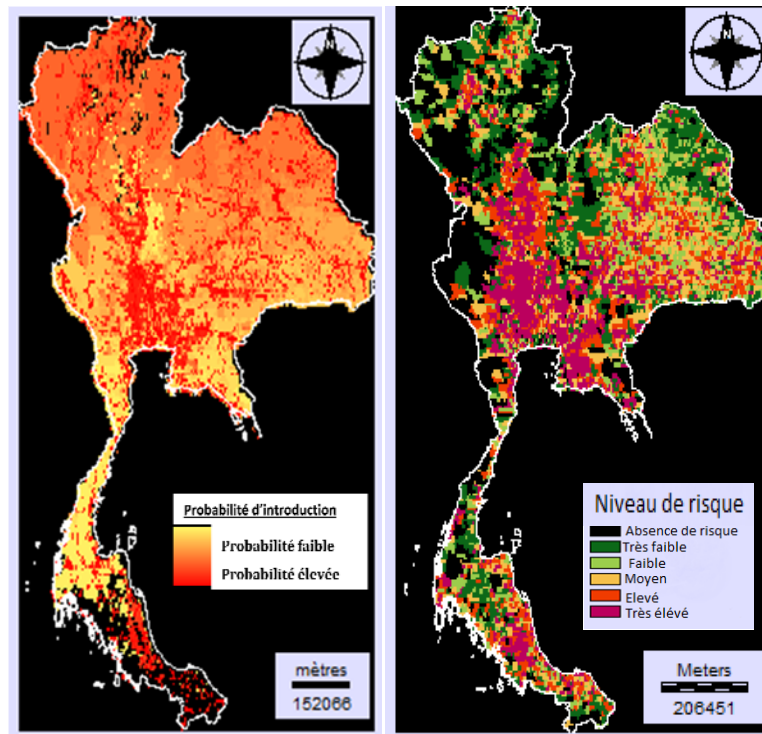 N
N
Probabilité d'introduction
Probabilité faible
Probabilité élevée
mètres
152066
Niveau de risque
Absence de risque
Très faible
Faible
Moyen
Elevé
Très élévé
Meters
206451